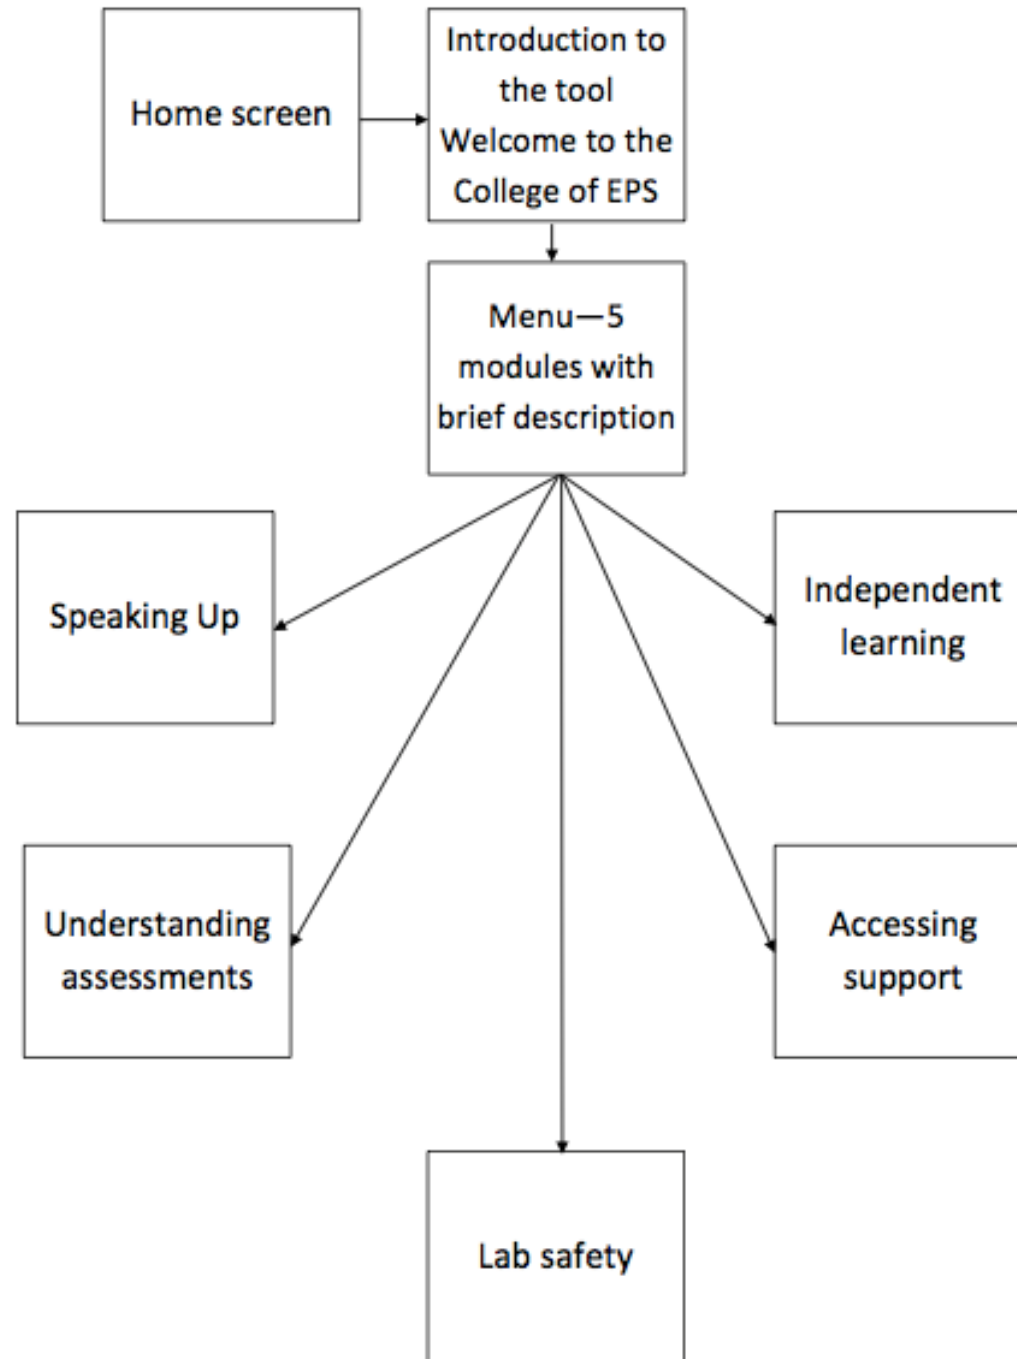 Home screen
Introduction to
the tool
Welcome to the
College of EPS
Menu—5
modules with
brief description
Speaking Up
Independent
learning
Understanding
assessments
Accessing
support
Lab safety